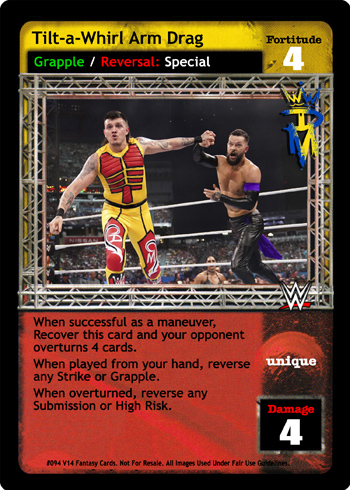 Tilt-a-Whirl Arm Drag
Fortitude
4
Grapple / Reversal: Special
When successful as a maneuver,
Recover this card and your opponent
overturns 4 cards.
When played from your hand, reverse
any Strike or Grapple.
When overturned, reverse any
Submission or High Risk.
unique
Damage
4
#094 V14 Fantasy Cards. Not For Resale. All Images Used Under Fair Use Guidelines.